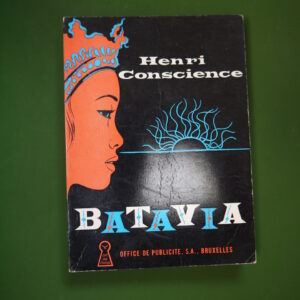 Henri
Conscience
BATAVIA
OFFICE DE PUBLICITE, S.A., BRUXELLES